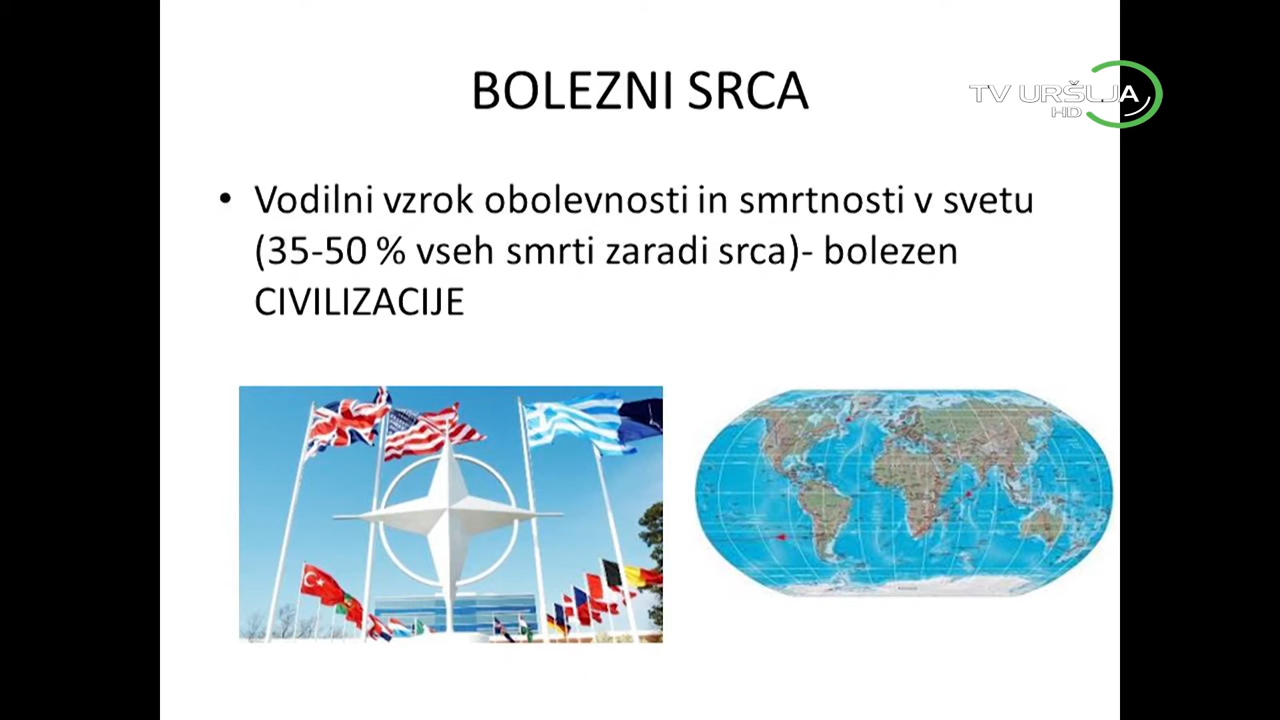 BOLEZNI SRCA
TV URŠLJA
HD
• Vodilni vzrok obolevnosti in smrtnosti v svetu
(35-50 % vseh smrti zaradi srca)- bolezen
CIVILIZACIJE